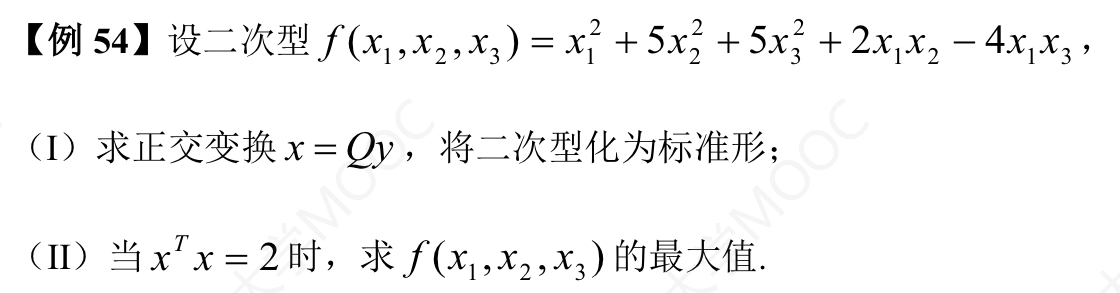 【例 54】设二次型 $f(x_1,x_2,x_3)=x_1^2+5x_2^2+5x_3^2+2x_1x_2-4x_1x_3$，
（I）求正交变换 $x=Qy$，将二次型化为标准形；
（II）当 $x^Tx=2$ 时，求 $f(x_1,x_2,x_3)$ 的最大值.